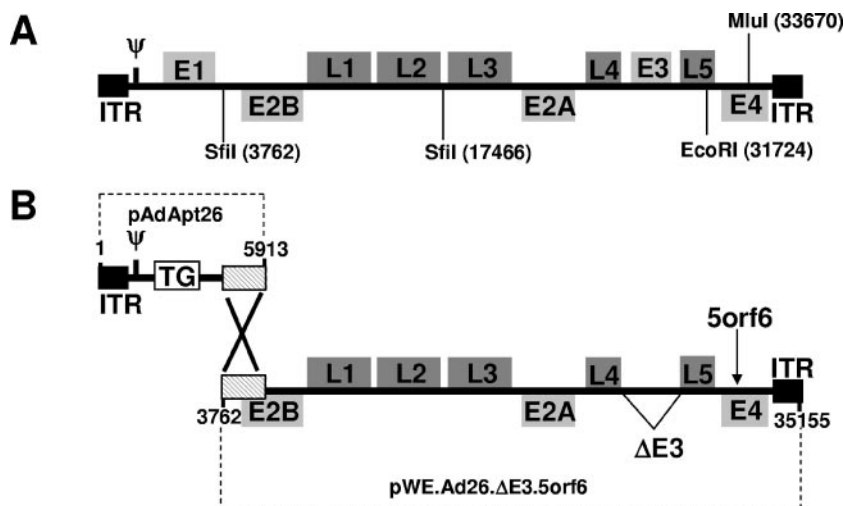 A
MluI (33670)
ψ
E1 L1 L2 L3 L4 E3 L5
ITR E2B E2A E4 ITR
SfiI (3762) SfiI (17466) EcoRI (31724)
B
pAdApt26
1 ψ 5913
TG
ITR
5orf6
L1 L2 L3 L4 L5 ITR
3762 E2B E2A E4 35155
ΔE3
pWE.Ad26.ΔE3.5orf6